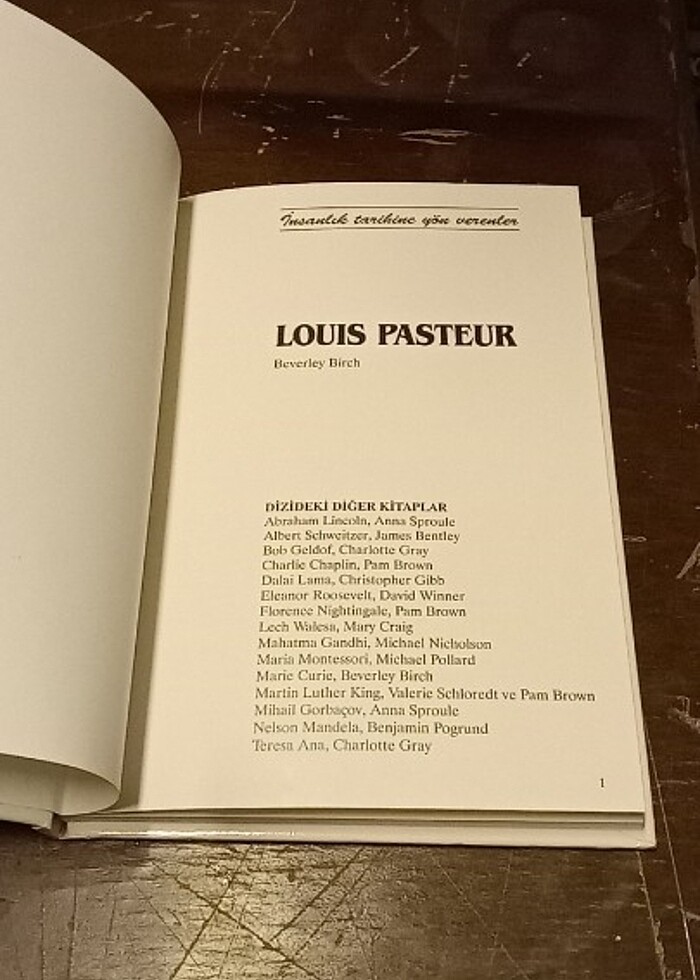 İnsanlık tarihine yön verenler
LOUIS PASTEUR
Beverley Birch
DİZİDEKİ DİĞER KİTAPLAR
Abraham Lincoln, Anna Sproule
Albert Schweitzer, James Bentley
Bob Geldof, Charlotte Gray
Charlie Chaplin, Pam Brown
Dalai Lama, Christopher Gibb
Eleanor Roosevelt, David Winner
Florence Nightingale, Pam Brown
Lech Walesa, Mary Craig
Mahatma Gandhi, Michael Nicholson
Maria Montessori, Michael Pollard
Marie Curie, Beverley Birch
Martin Luther King, Valerie Schloredt ve Pam Brown
Mihail Gorbaçov, Anna Sproule
Nelson Mandela, Benjamin Pogrund
Teresa Ana, Charlotte Gray
1